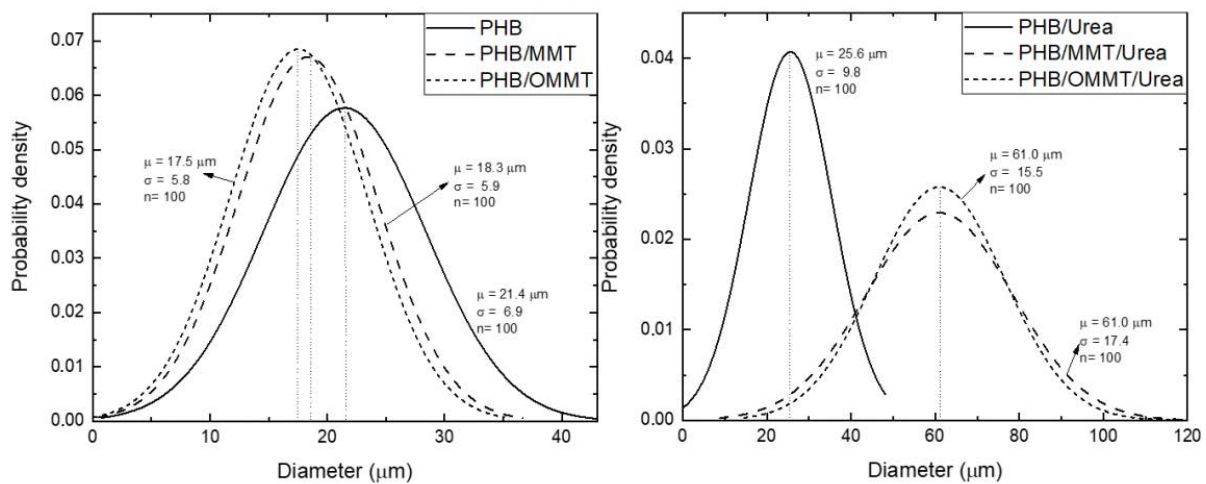 PHB
PHB/MMT
PHB/OMMT
0.07
0.06
0.05
0.04
0.03
0.02
0.01
0.00
Probability density
μ = 17.5 μm
σ = 5.8
n= 100
μ = 18.3 μm
σ = 5.9
n= 100
μ = 21.4 μm
σ = 6.9
n= 100
0
10
20
30
40
Diameter (μm)
PHB/Urea
PHB/MMT/Urea
PHB/OMMT/Urea
0.04
0.03
0.02
0.01
0.00
Probability density
μ = 25.6 μm
σ = 9.8
n= 100
μ = 61.0 μm
σ = 15.5
n= 100
μ = 61.0 μm
σ = 17.4
n= 100
0
20
40
60
80
100
120
Diameter (μm)